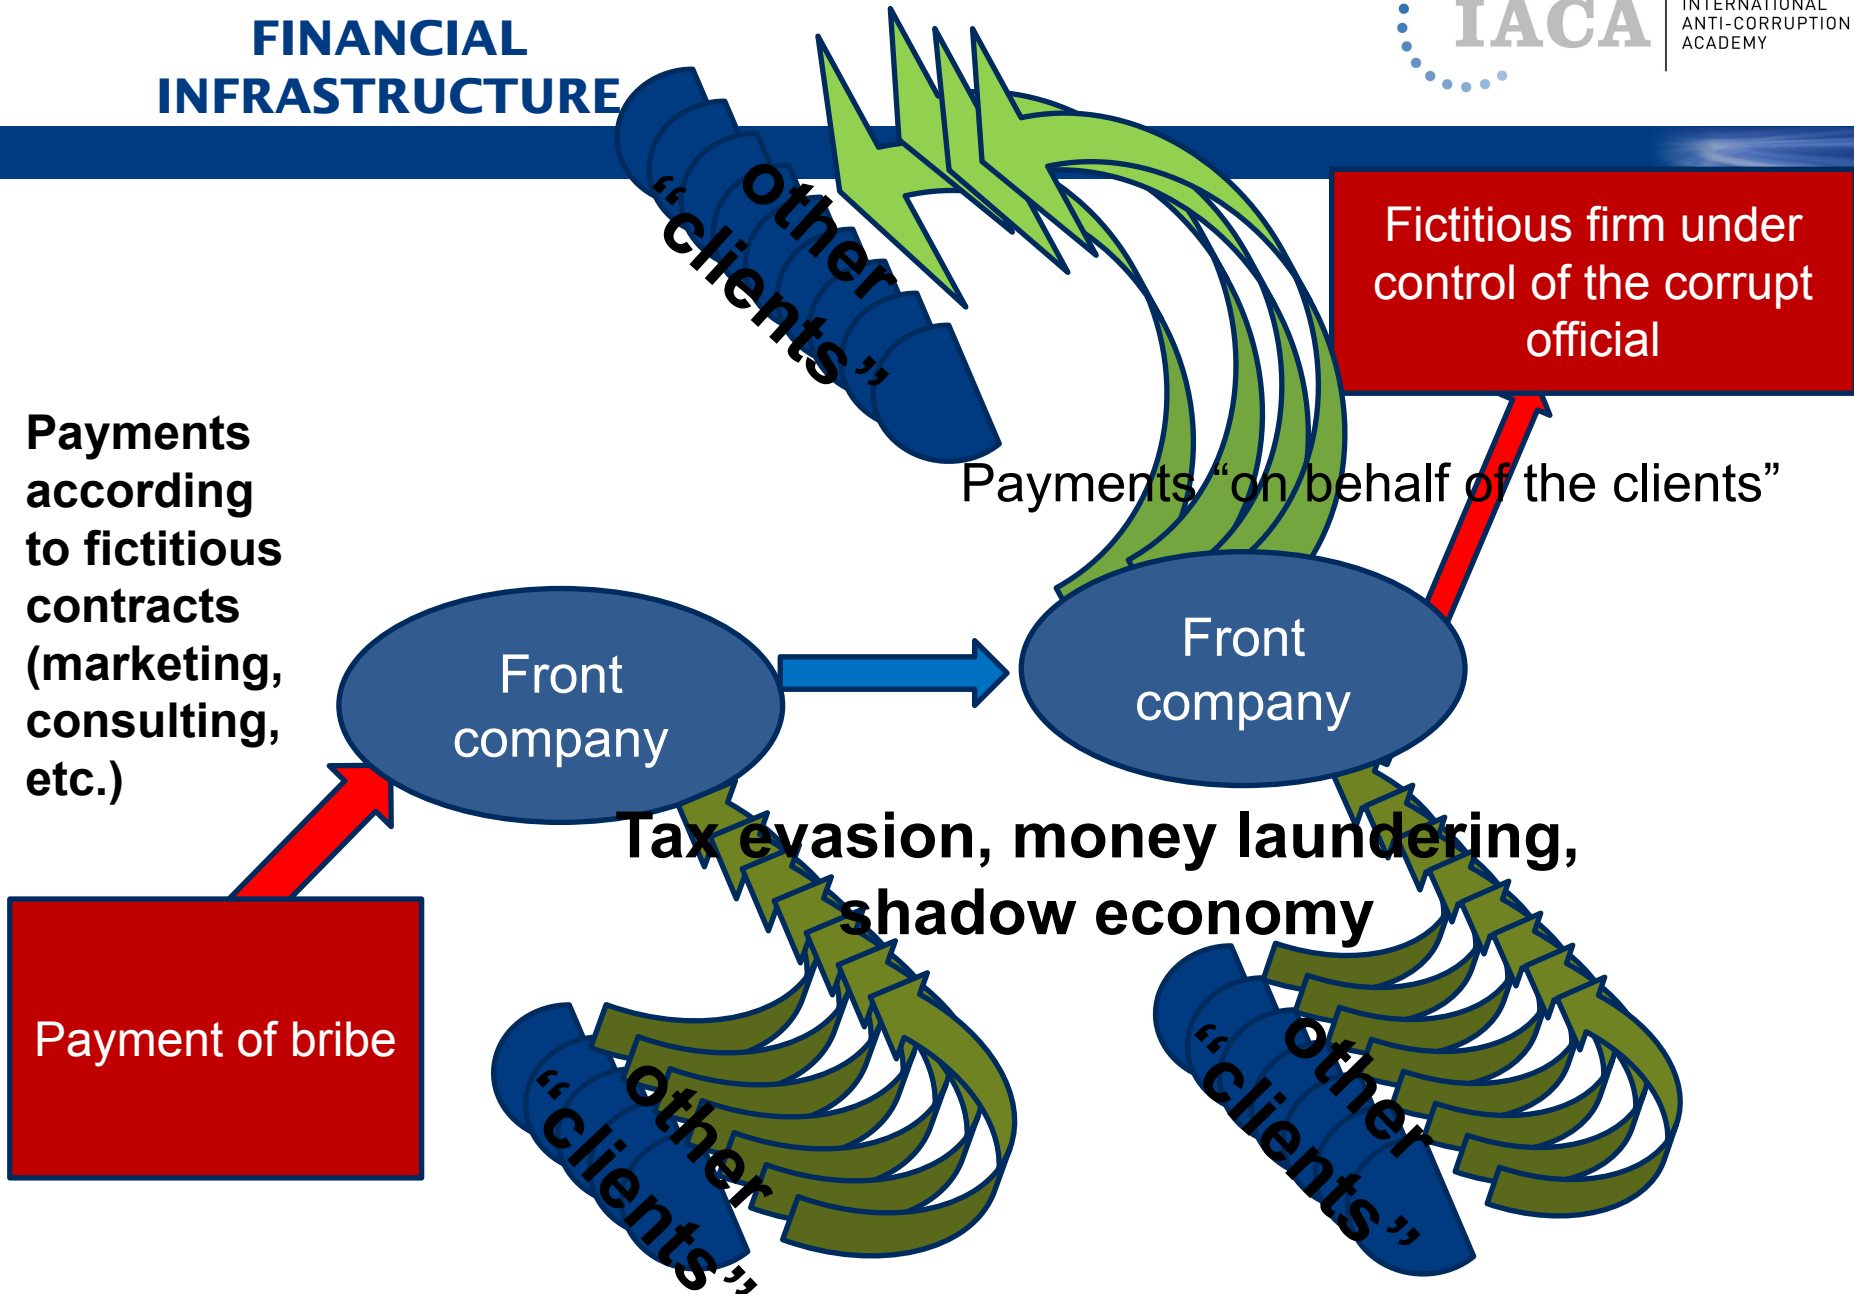 FINANCIAL
INFRASTRUCTURE
IACA
INTERNATIONAL
ANTI-CORRUPTION
ACADEMY
other
“clients”
Fictitious firm under
control of the corrupt
official
Payments
according
to fictitious
contracts
(marketing,
consulting,
etc.)
Payments “on behalf of the clients”
Front
company
Front
company
Tax evasion, money laundering,
shadow economy
Payment of bribe
other
“clients”
other
“clients”